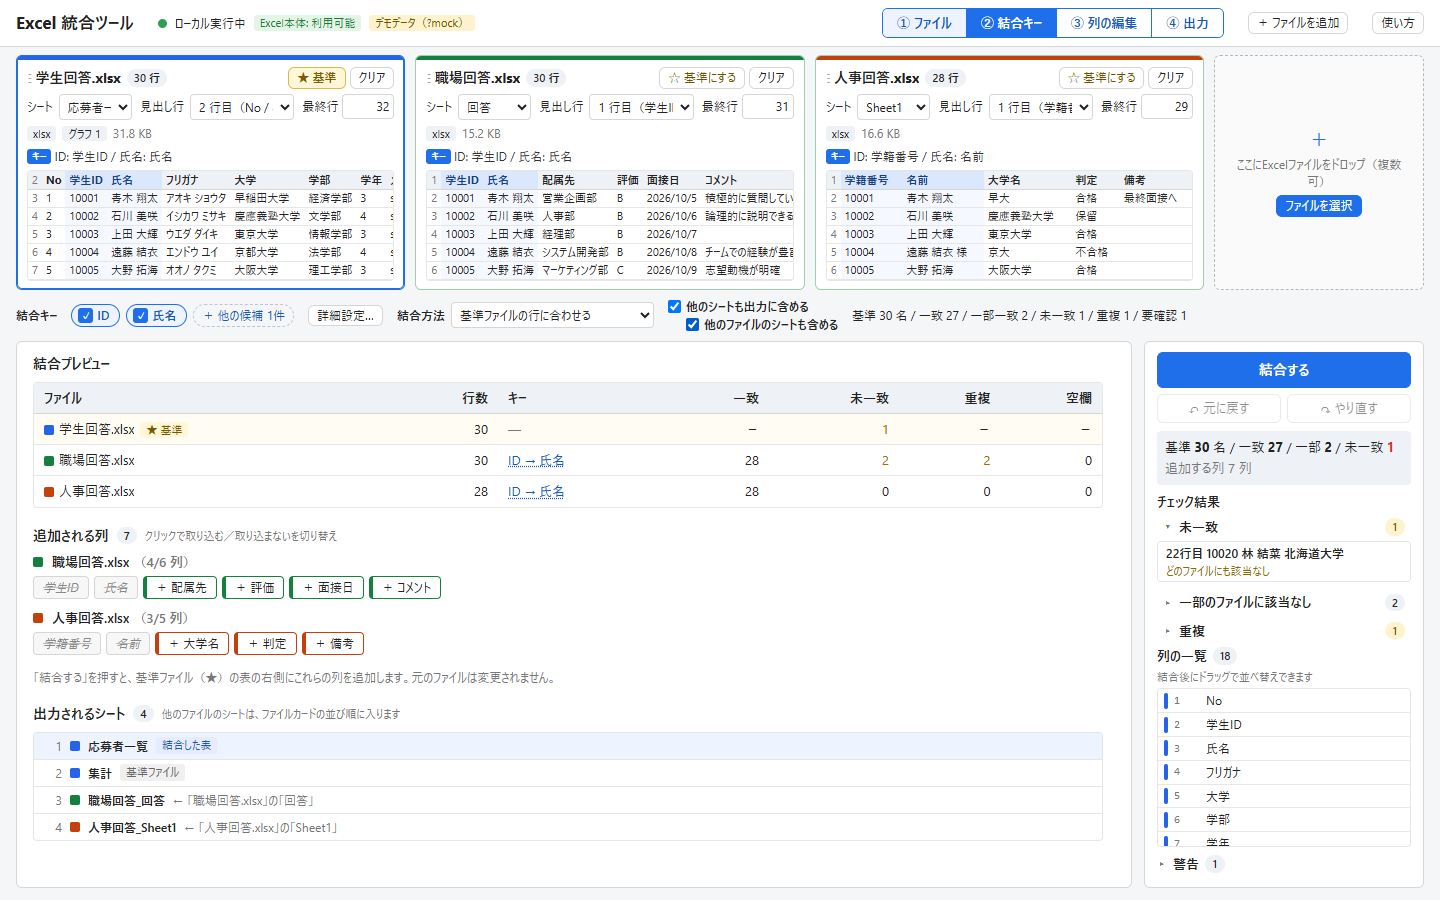 Excel 統合ツール ローカル実行中 Excel本体: 利用可能 デモデータ（?mock） ① ファイル ② 結合キー ③ 列の編集 ④ 出力 ＋ ファイルを追加 使い方
学生回答.xlsx 30 行 ★ 基準 クリア
シート 応募者一 見出し行 2 行目（No / . 最終行 32
xlsx グラフ 1 31.8 KB
キー ID: 学生ID / 氏名: 氏名
2 No 学生ID 氏名 フリガナ 大学 学部 学年
3 1 10001 青木 翔太 アオキ ショウタ 早稲田大学 経済学部 3
4 2 10002 石川 美咲 イシカワ ミサキ 慶應義塾大学 文学部 4
5 3 10003 上田 大輝 ウエダ ダイキ 東京大学 情報学部 3
6 4 10004 遠藤 結衣 エンドウ ユイ 京都大学 法学部 4
7 5 10005 大野 拓海 オオノ タクミ 大阪大学 理工学部 3
職場回答.xlsx 30 行 ☆ 基準にする クリア
シート 回答 見出し行 1 行目（学生I 最終行 31
xlsx 15.2 KB
キー ID: 学生ID / 氏名: 氏名
1 学生ID 氏名 配属先 評価 面接日 コメント
2 10001 青木 翔太 営業企画部 B 2026/10/5 積極的に質問してい
3 10002 石川 美咲 人事部 B 2026/10/6 論理的に説明できる
4 10003 上田 大輝 経理部 B 2026/10/7
5 10004 遠藤 結衣 システム開発部 B 2026/10/8 チームでの経験が豊富
6 10005 大野 拓海 マーケティング部 C 2026/10/9 志望動機が明確
人事回答.xlsx 28 行 ☆ 基準にする クリア
シート Sheet1 見出し行 1 行目（学籍番 最終行 29
xlsx 16.6 KB
キー ID: 学籍番号 / 氏名: 名前
1 学籍番号 名前 大学名 判定 備考
2 10001 青木 翔太 早大 合格 最終面接へ
3 10002 石川 美咲 慶應義塾大学 保留
4 10003 上田 大輝 東京大学 合格
5 10004 遠藤 結衣 様 京大 不合格
6 10005 大野 拓海 大阪大学 合格
＋
ここにExcelファイルをドロップ（複数
可）
ファイルを選択
結合キー ID 氏名 ＋ 他の候補 1件 詳細設定... 結合方法 基準ファイルの行に合わせる 他のシートも出力に含める
他のファイルのシートも含める 基準 30 名 / 一致 27 / 一部一致 2 / 未一致 1 / 重複 1 / 要確認 1
結合プレビュー
ファイル 行数 キー 一致 未一致 重複 空欄
学生回答.xlsx ★ 基準 30 — – 1 – –
職場回答.xlsx 30 ID → 氏名 28 2 2 0
人事回答.xlsx 28 ID → 氏名 28 0 0 0
追加される列 7 クリックで取り込む／取り込まないを切り替え
職場回答.xlsx （4/6 列）
学生ID 氏名 ＋ 配属先 ＋ 評価 ＋ 面接日 ＋ コメント
人事回答.xlsx （3/5 列）
学籍番号 名前 ＋ 大学名 ＋ 判定 ＋ 備考
「結合する」を押すと、基準ファイル（★）の表の右側にこれらの列を追加します。元のファイルは変更されません。
出力されるシート 4 他のファイルのシートは、ファイルカードの並び順に入ります
1 応募者一覧 結合した表
2 集計 基準ファイル
3 職場回答_回答 ← 「職場回答.xlsx」の「回答」
4 人事回答_Sheet1 ← 「人事回答.xlsx」の「Sheet1」
結合する
元に戻す やり直す
基準 30 名 / 一致 27 / 一部 2 / 未一致 1
追加する列 7 列
チェック結果
未一致 1
22行目 10020 林 結菜 北海道大学
どのファイルにも該当なし
一部のファイルに該当なし 2
重複 1
列の一覧 18
結合後にドラッグで並べ替えできます
1 No
2 学生ID
3 氏名
4 フリガナ
5 大学
6 学部
7 学年
警告 1